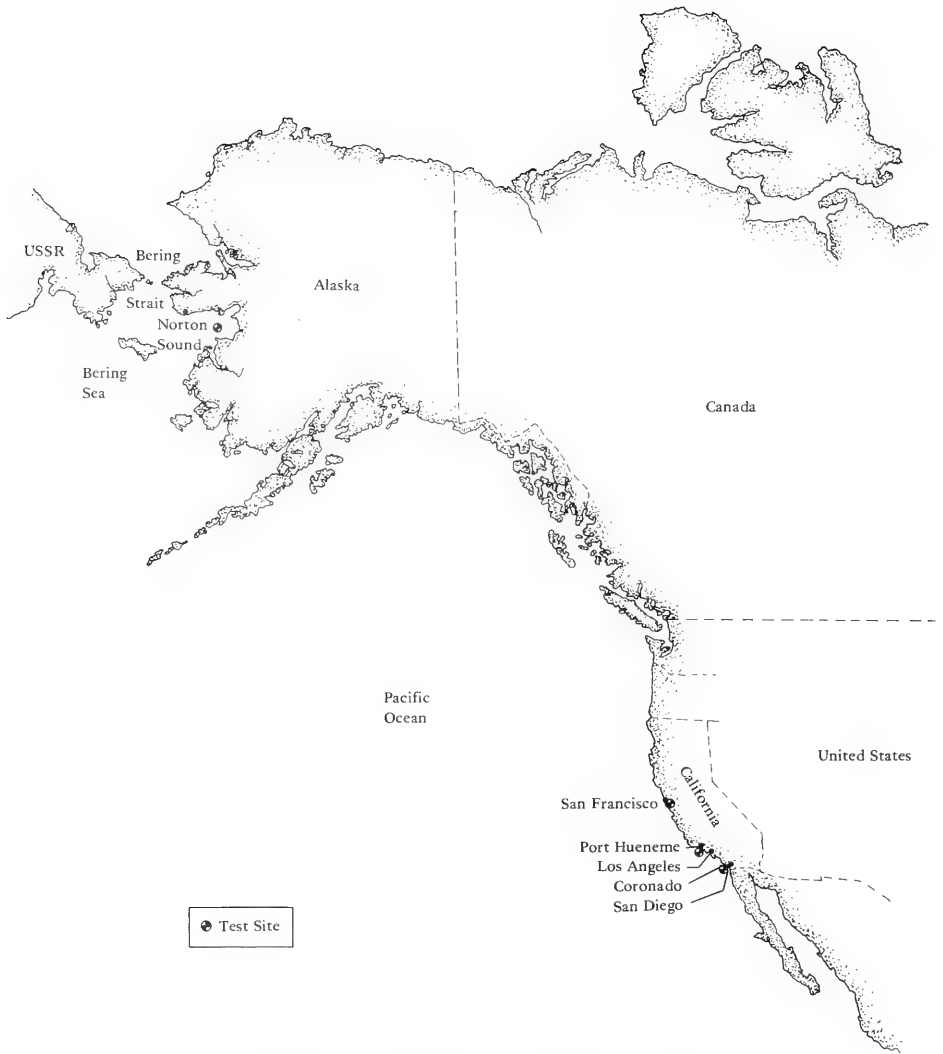 USSR
Bering
Strait
Alaska
Norton
Sound
Bering
Sea
Canada
Pacific
Ocean
United States
California
San Francisco
Port Hueneme
Los Angeles
Coronado
San Diego
Test Site